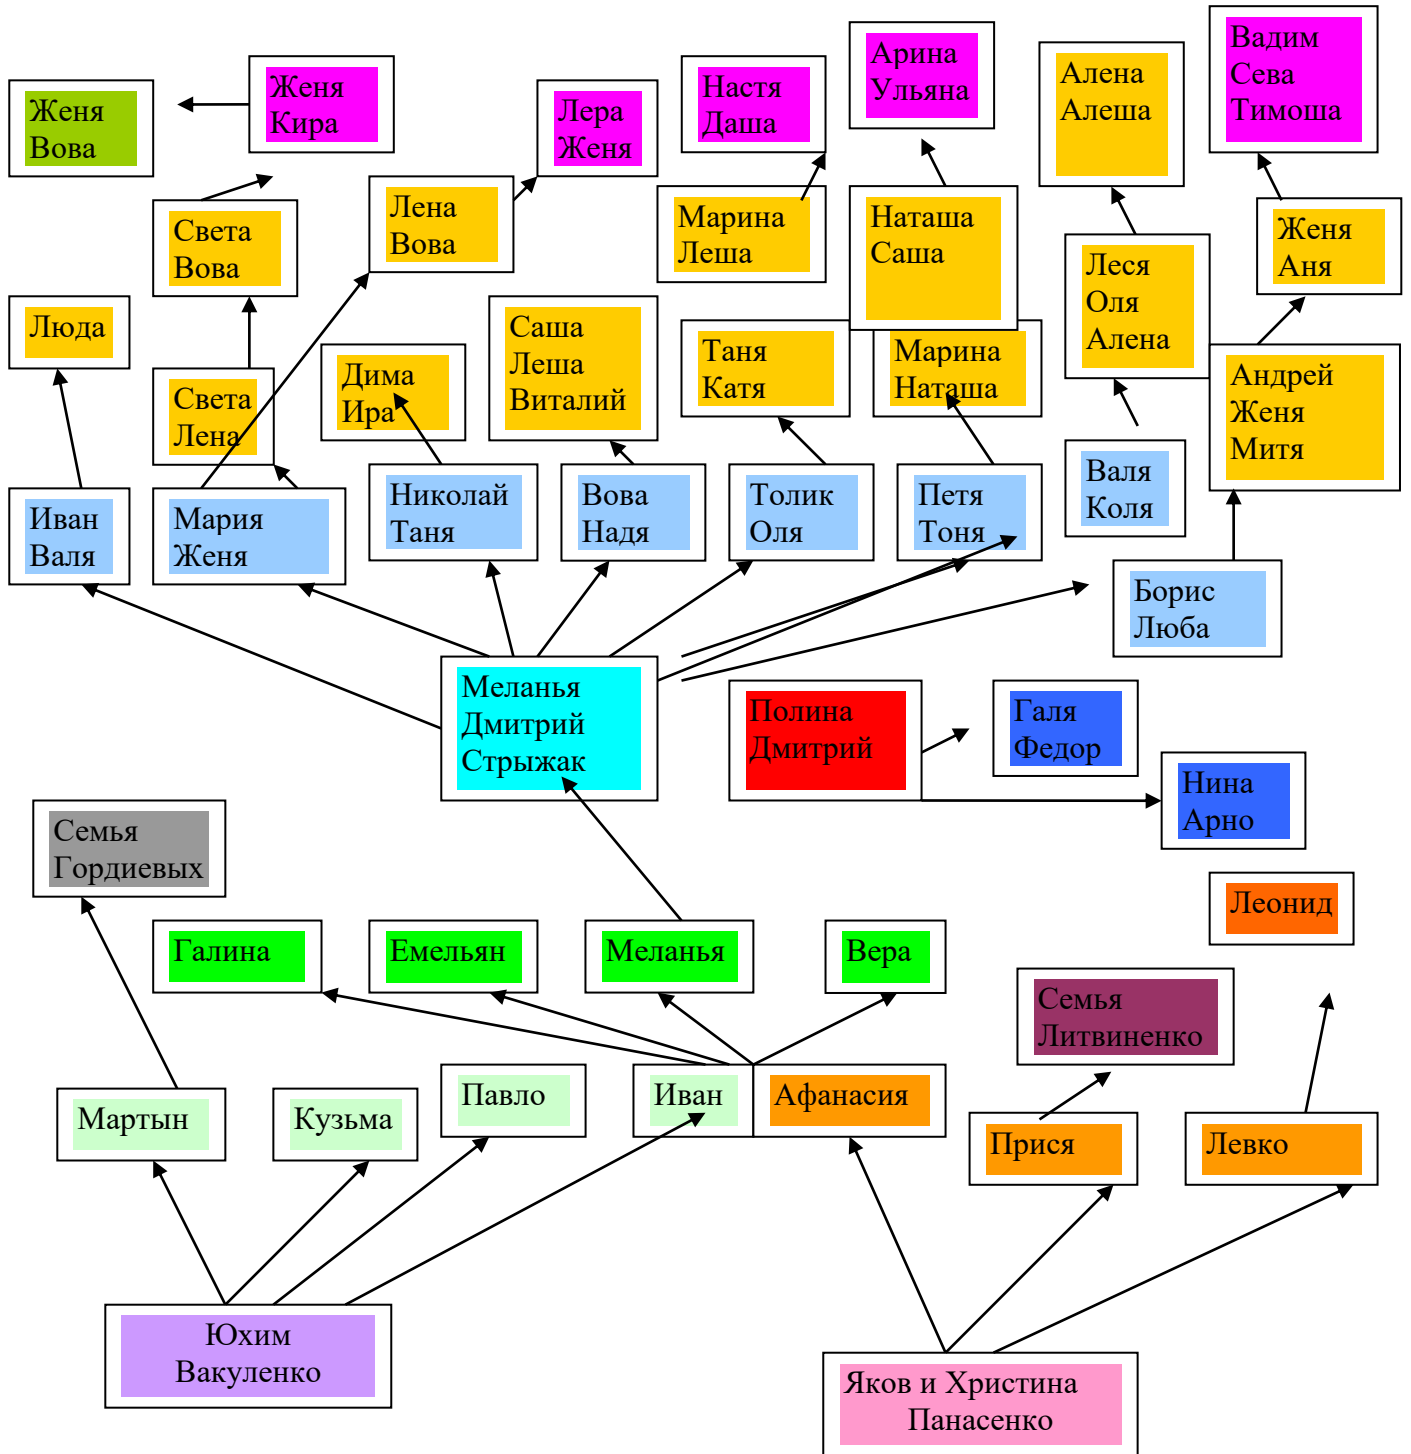 Женя
Вова
Женя
Кира
Лера
Женя
Настя
Даша
Арина
Ульяна
Алена
Алеша
Вадим
Сева
Тимоша
Света
Вова
Лена
Вова
Марина
Леша
Наташа
Саша
Леся
Оля
Алена
Женя
Аня
Люда
Света
Лена
Дима
Ира
Саша
Леша
Виталий
Таня
Катя
Марина
Наташа
Андрей
Женя
Митя
Иван
Валя
Мария
Женя
Николай
Таня
Вова
Надя
Толик
Оля
Петя
Тоня
Валя
Коля
Борис
Люба
Меланья
Дмитрий
Стрыжак
Полина
Дмитрий
Галя
Федор
Нина
Арно
Семья
Гордиевых
Леонид
Галина
Емельян
Меланья
Вера
Семья
Литвиненко
Мартын
Кузьма
Павло
Иван
Афанасия
Прися
Левко
Юхим
Вакуленко
Яков и Христина
Панасенко